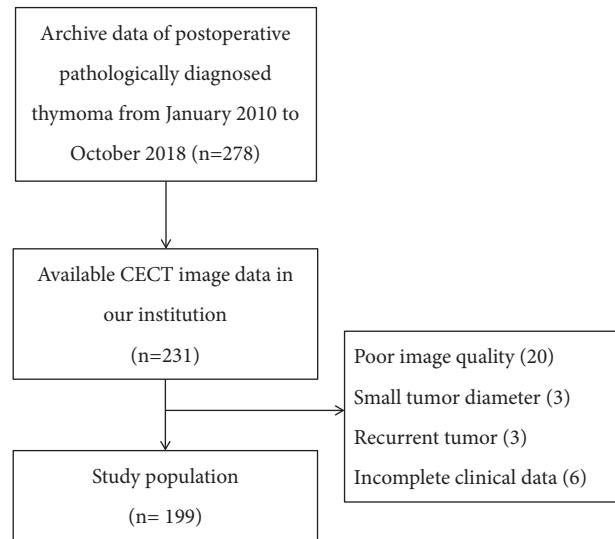 Archive data of postoperative
pathologically diagnosed
thymoma from January 2010 to
October 2018 (n=278)
Available CECT image data in
our institution
(n=231)
Poor image quality (20)
Small tumor diameter (3)
Recurrent tumor (3)
Incomplete clinical data (6)
Study population
(n= 199)